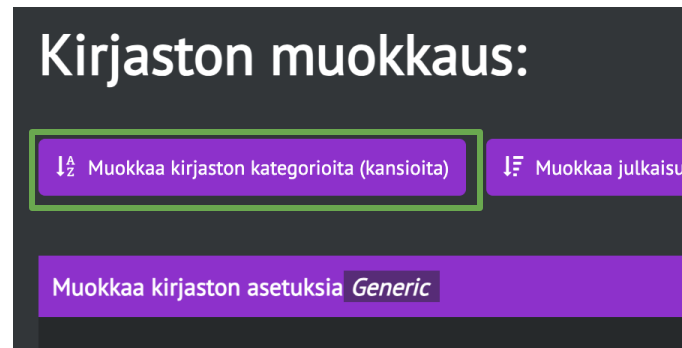 Kirjaston muokkaus:
Muokkaa kirjaston kategorioita (kansioita) Muokkaa julkaisu
Muokkaa kirjaston asetuksia Generic